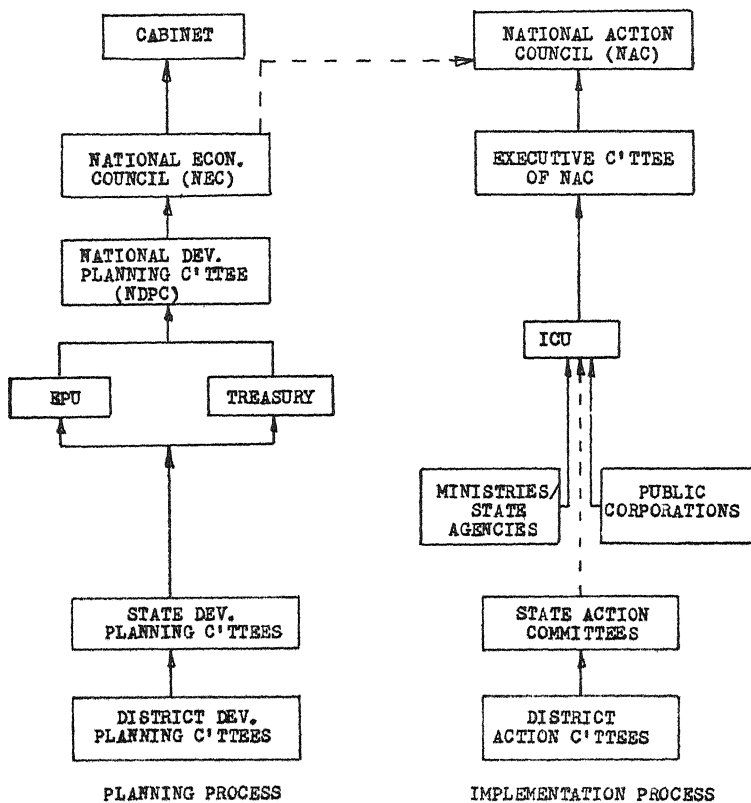 CABINET
NATIONAL ECON.
COUNCIL (NEC)
NATIONAL DEV.
PLANNING C'TTEE
(NDPC)
EPU
TREASURY
STATE DEV.
PLANNING C'TTEES
DISTRICT DEV.
PLANNING C'TTEES
PLANNING PROCESS
NATIONAL ACTION
COUNCIL (NAC)
EXECUTIVE C'TTEE
OF NAC
ICU
MINISTRIES/
STATE
AGENCIES
PUBLIC
CORPORATIONS
STATE ACTION
COMMITTEES
DISTRICT
ACTION C'TTEES
IMPLEMENTATION PROCESS